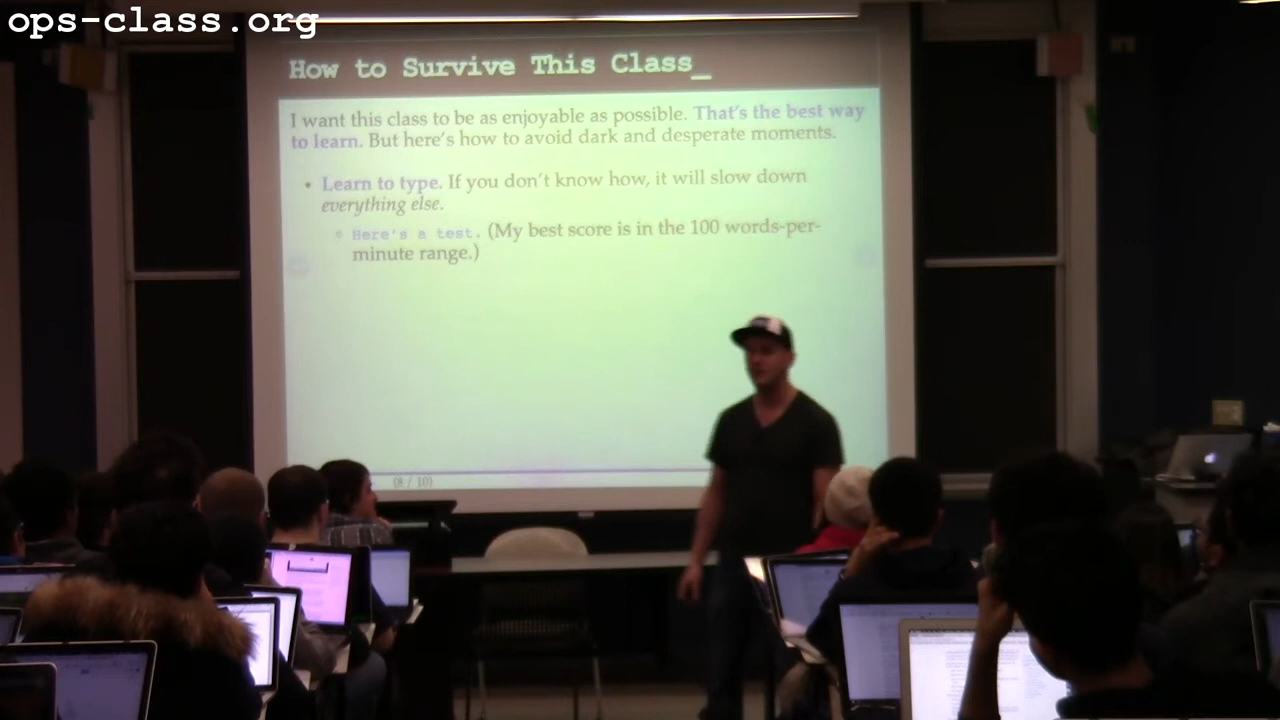 ops-class.org
How to Survive This Class_
I want this class to be as enjoyable as possible. That's the best way
to learn. But here's how to avoid dark and desperate moments.
• Learn to type. If you don't know how, it will slow down
everything else.
Here's a test. (My best score is in the 100 words-per-
minute range.)
(8 / 10)